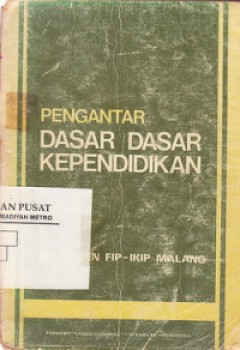 PENGANTAR
DASAR DASAR
KEPENDIDIKAN
AN PUSAT
MADIYAH METRO
EN FIP-IKIP MALANG